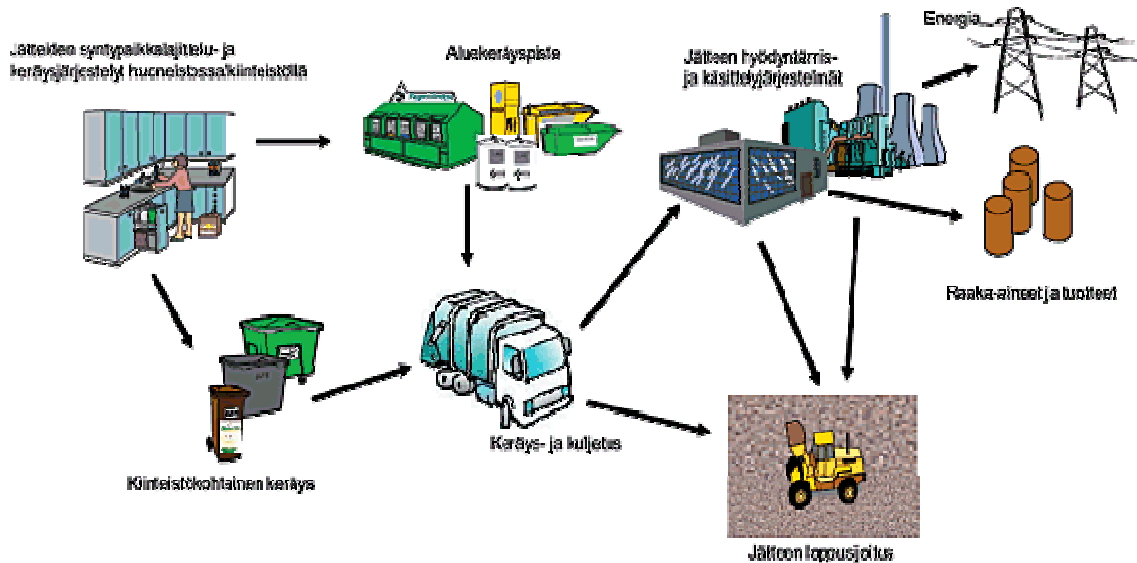 Jätteiden syntypaikkalajittelu- ja
keräysjärjestelyt huoneistossa/kiinteistöllä
Aluekeräyspiste
Jätteen hyödyntämis-
ja käsittelyjärjestelmät
Energia
Raaka-aineet ja tuotteet
Keräys- ja kuljetus
Kiinteistökohtainen keräys
Jätteen loppusijoitus